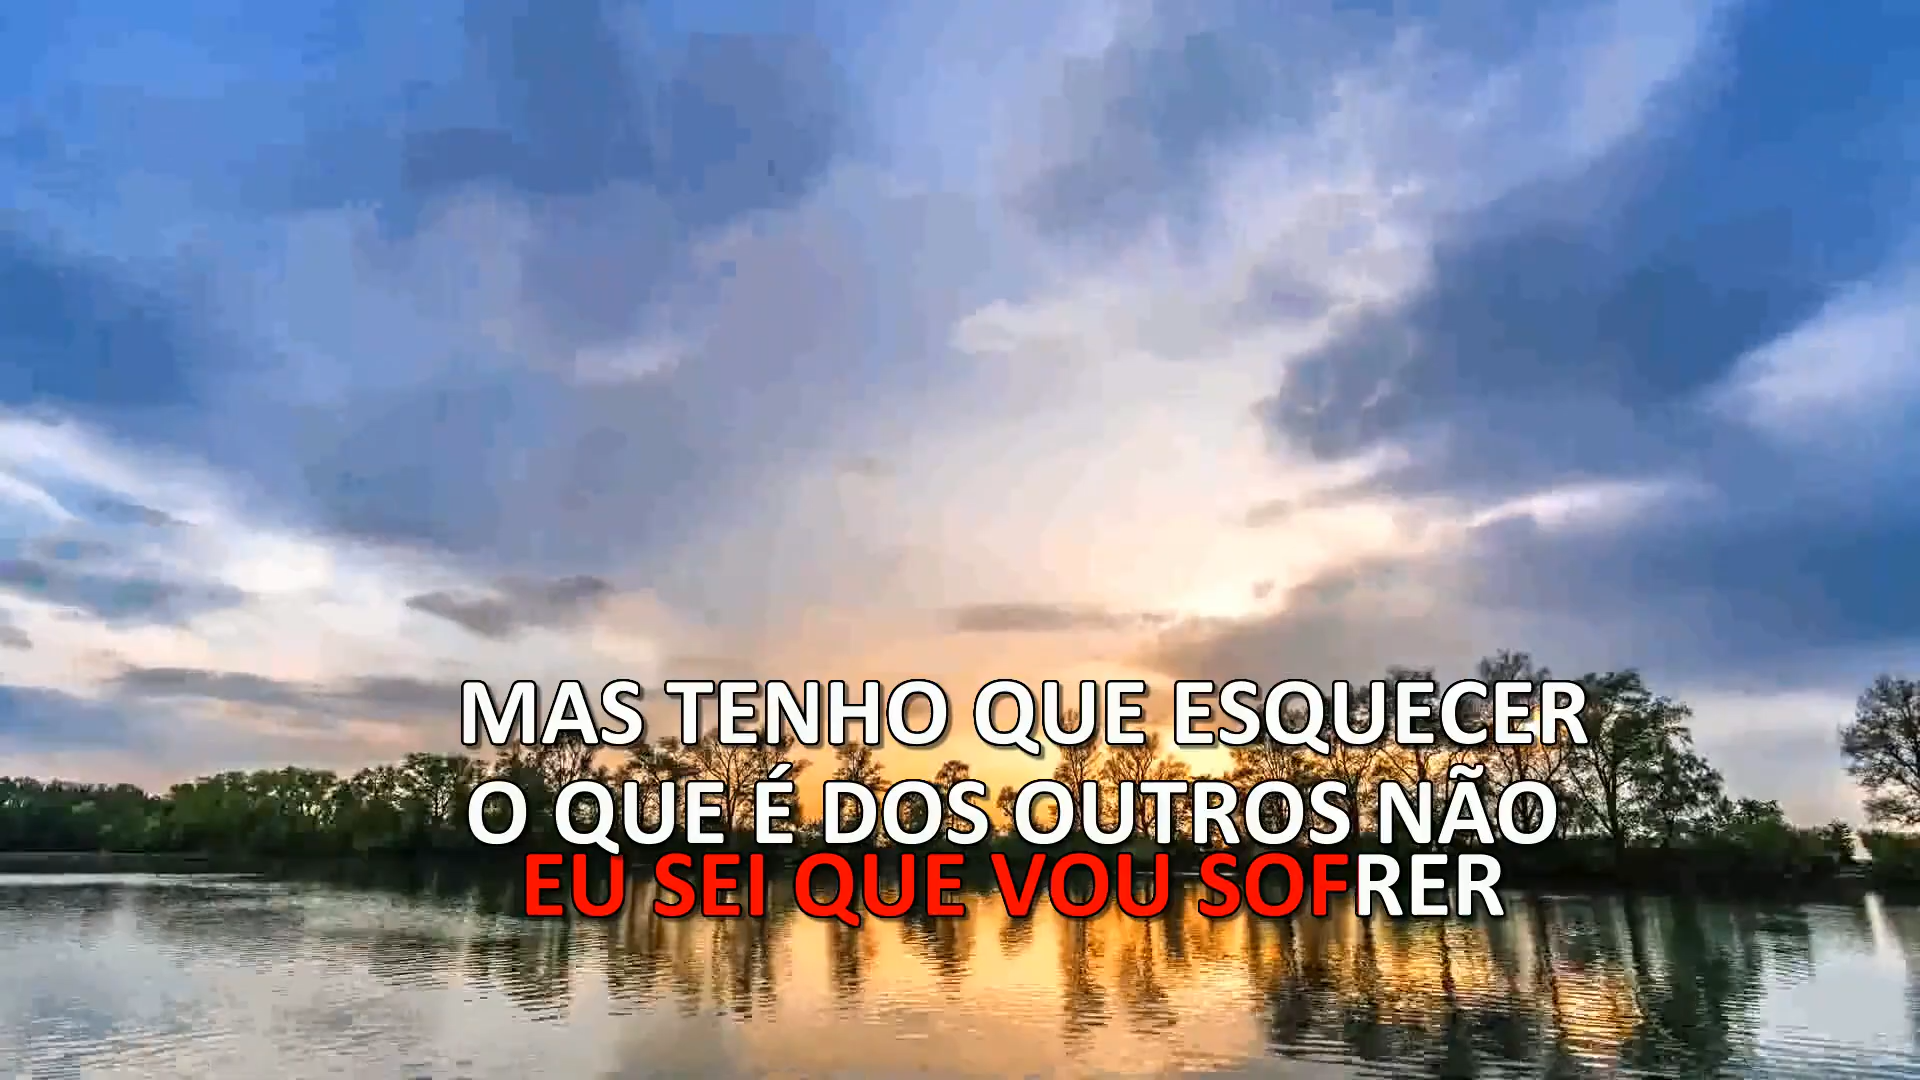 MAS TENHO QUE ESQUECER
O QUE É DOS OUTROS NÃO
EU SEI QUE VOU SOFRER